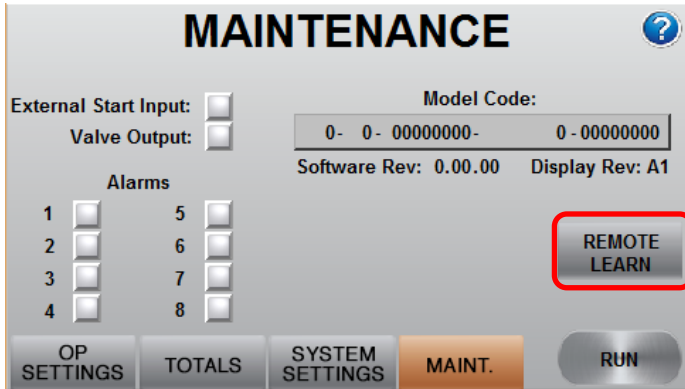 MAINTENANCE
?
External Start Input:
Valve Output:
Model Code:
0- 0- 00000000- 0 - 00000000
Software Rev: 0.00.00 Display Rev: A1
Alarms
1 5
2 6
3 7
4 8
REMOTE
LEARN
OP
SETTINGS
TOTALS
SYSTEM
SETTINGS
MAINT.
RUN